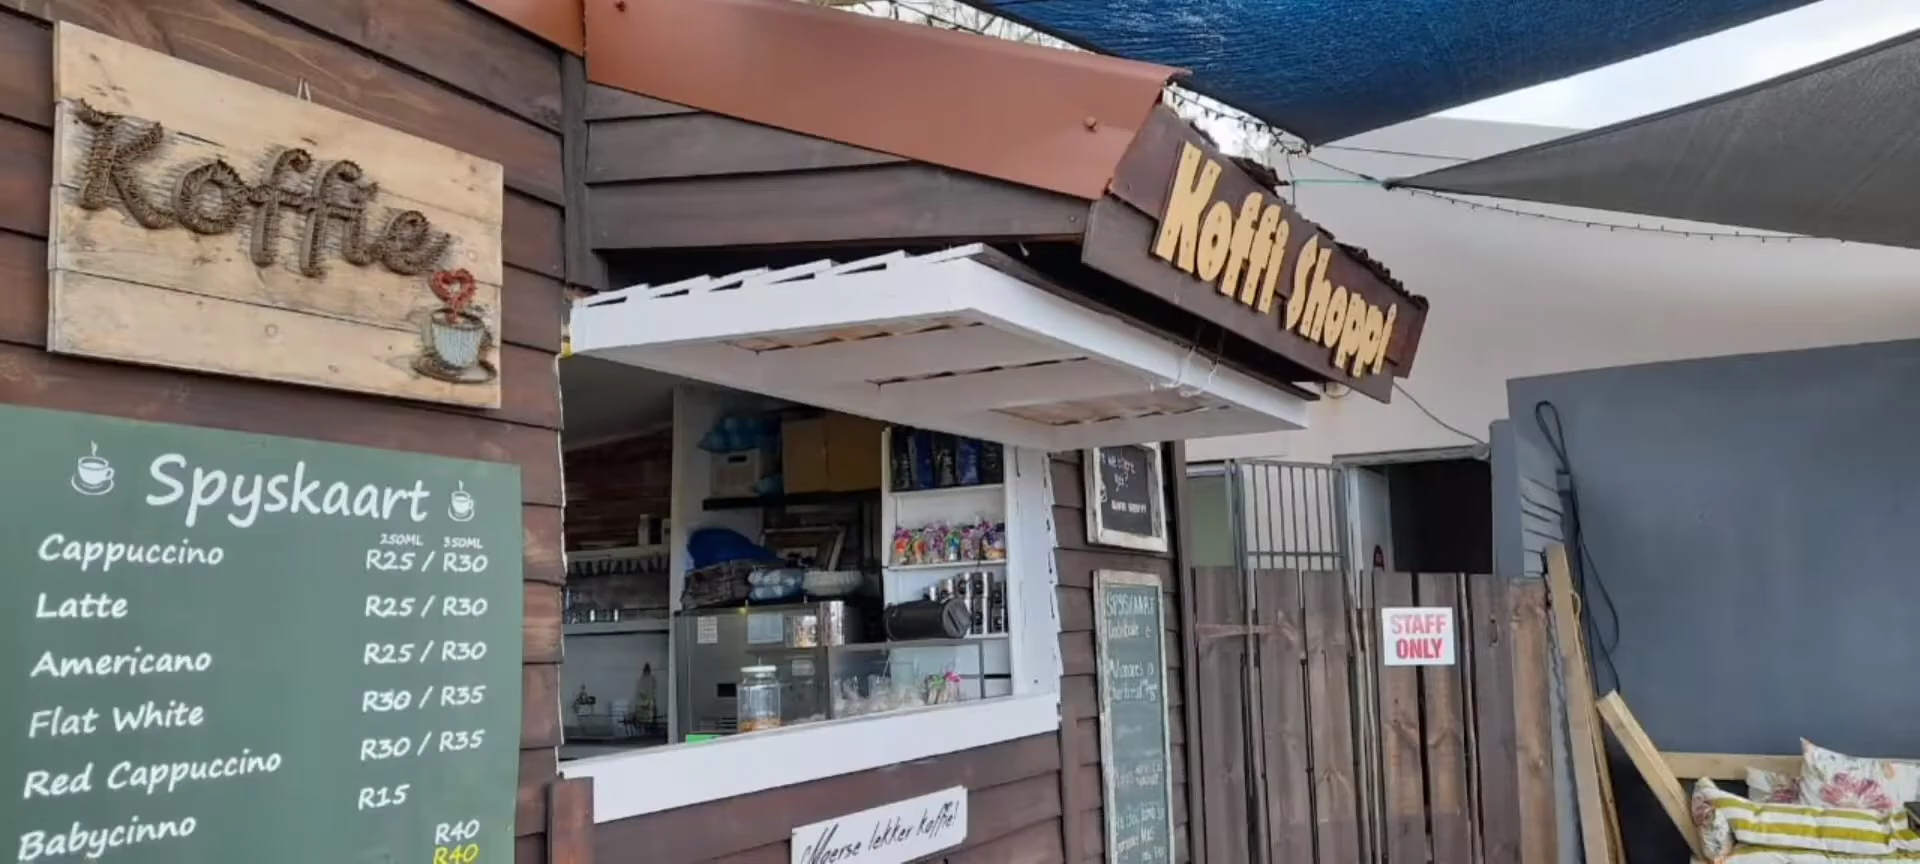 Koffie
Spyskaart
250ML 350ML
Cappuccino R25 / R30
Latte R25 / R30
Americano R25 / R30
Flat White R30 / R35
Red Cappuccino R30 / R35
Babycinno R15
R40
R40
Koffi Shoppi
Moerse lekker koffie!
SPYSKAART
STAFF
ONLY